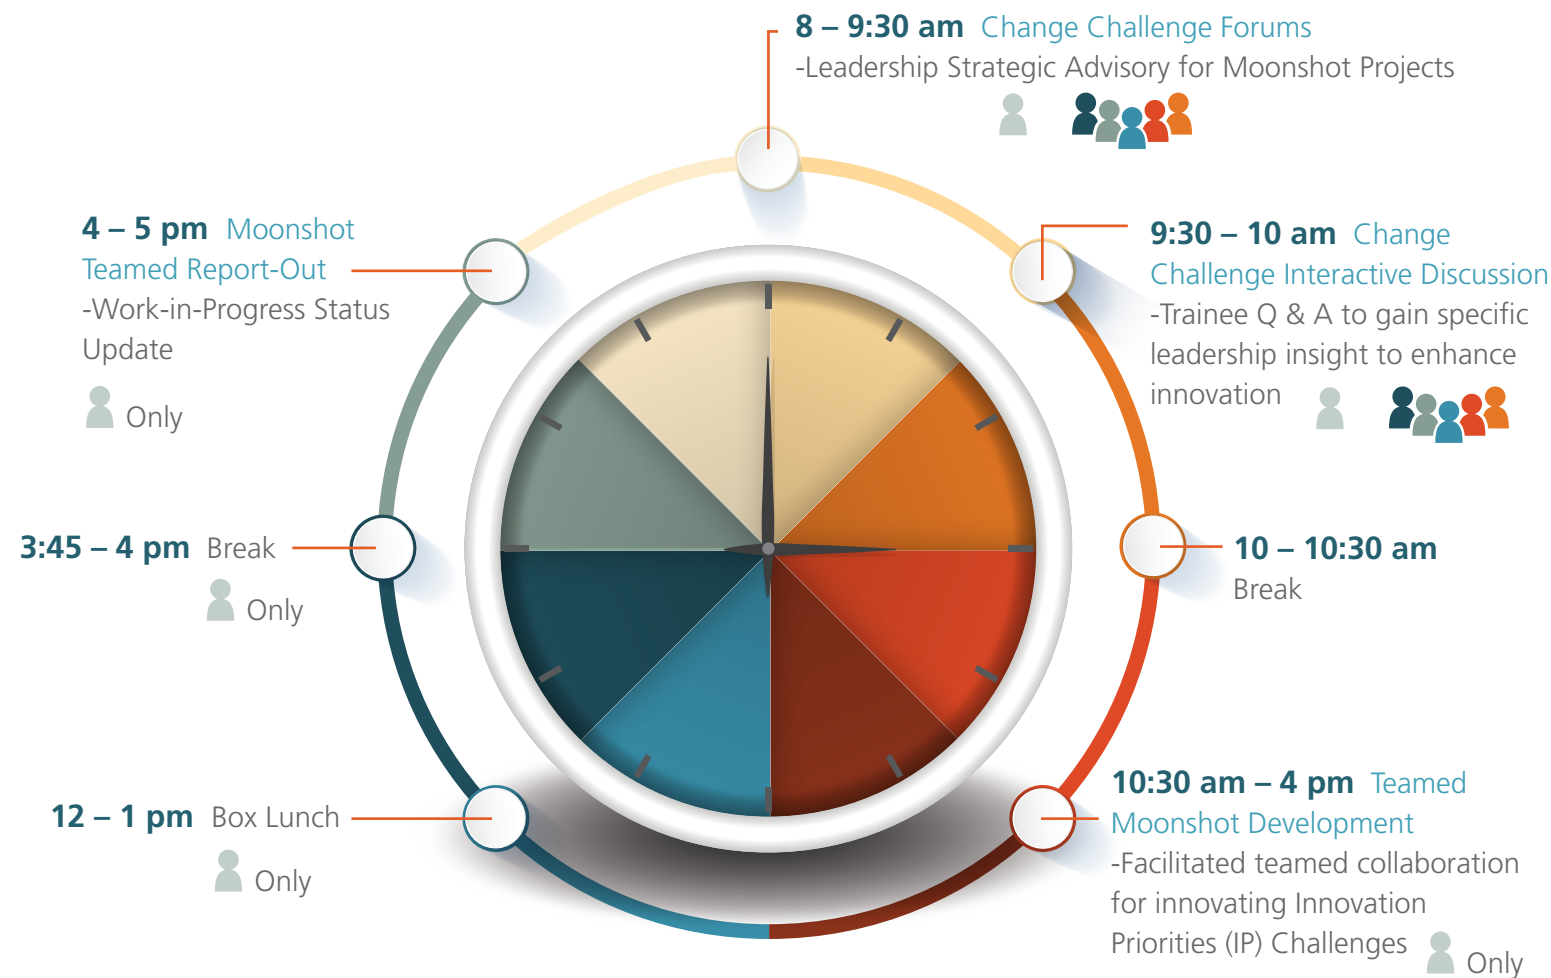 8 – 9:30 am Change Challenge Forums
-Leadership Strategic Advisory for Moonshot Projects
9:30 – 10 am Change
Challenge Interactive Discussion
-Trainee Q & A to gain specific
leadership insight to enhance
innovation
10 – 10:30 am
Break
10:30 am – 4 pm Teamed
Moonshot Development
-Facilitated teamed collaboration
for innovating Innovation
Priorities (IP) Challenges
Only
12 – 1 pm Box Lunch
Only
3:45 – 4 pm Break
Only
4 – 5 pm Moonshot
Teamed Report-Out
-Work-in-Progress Status
Update
Only